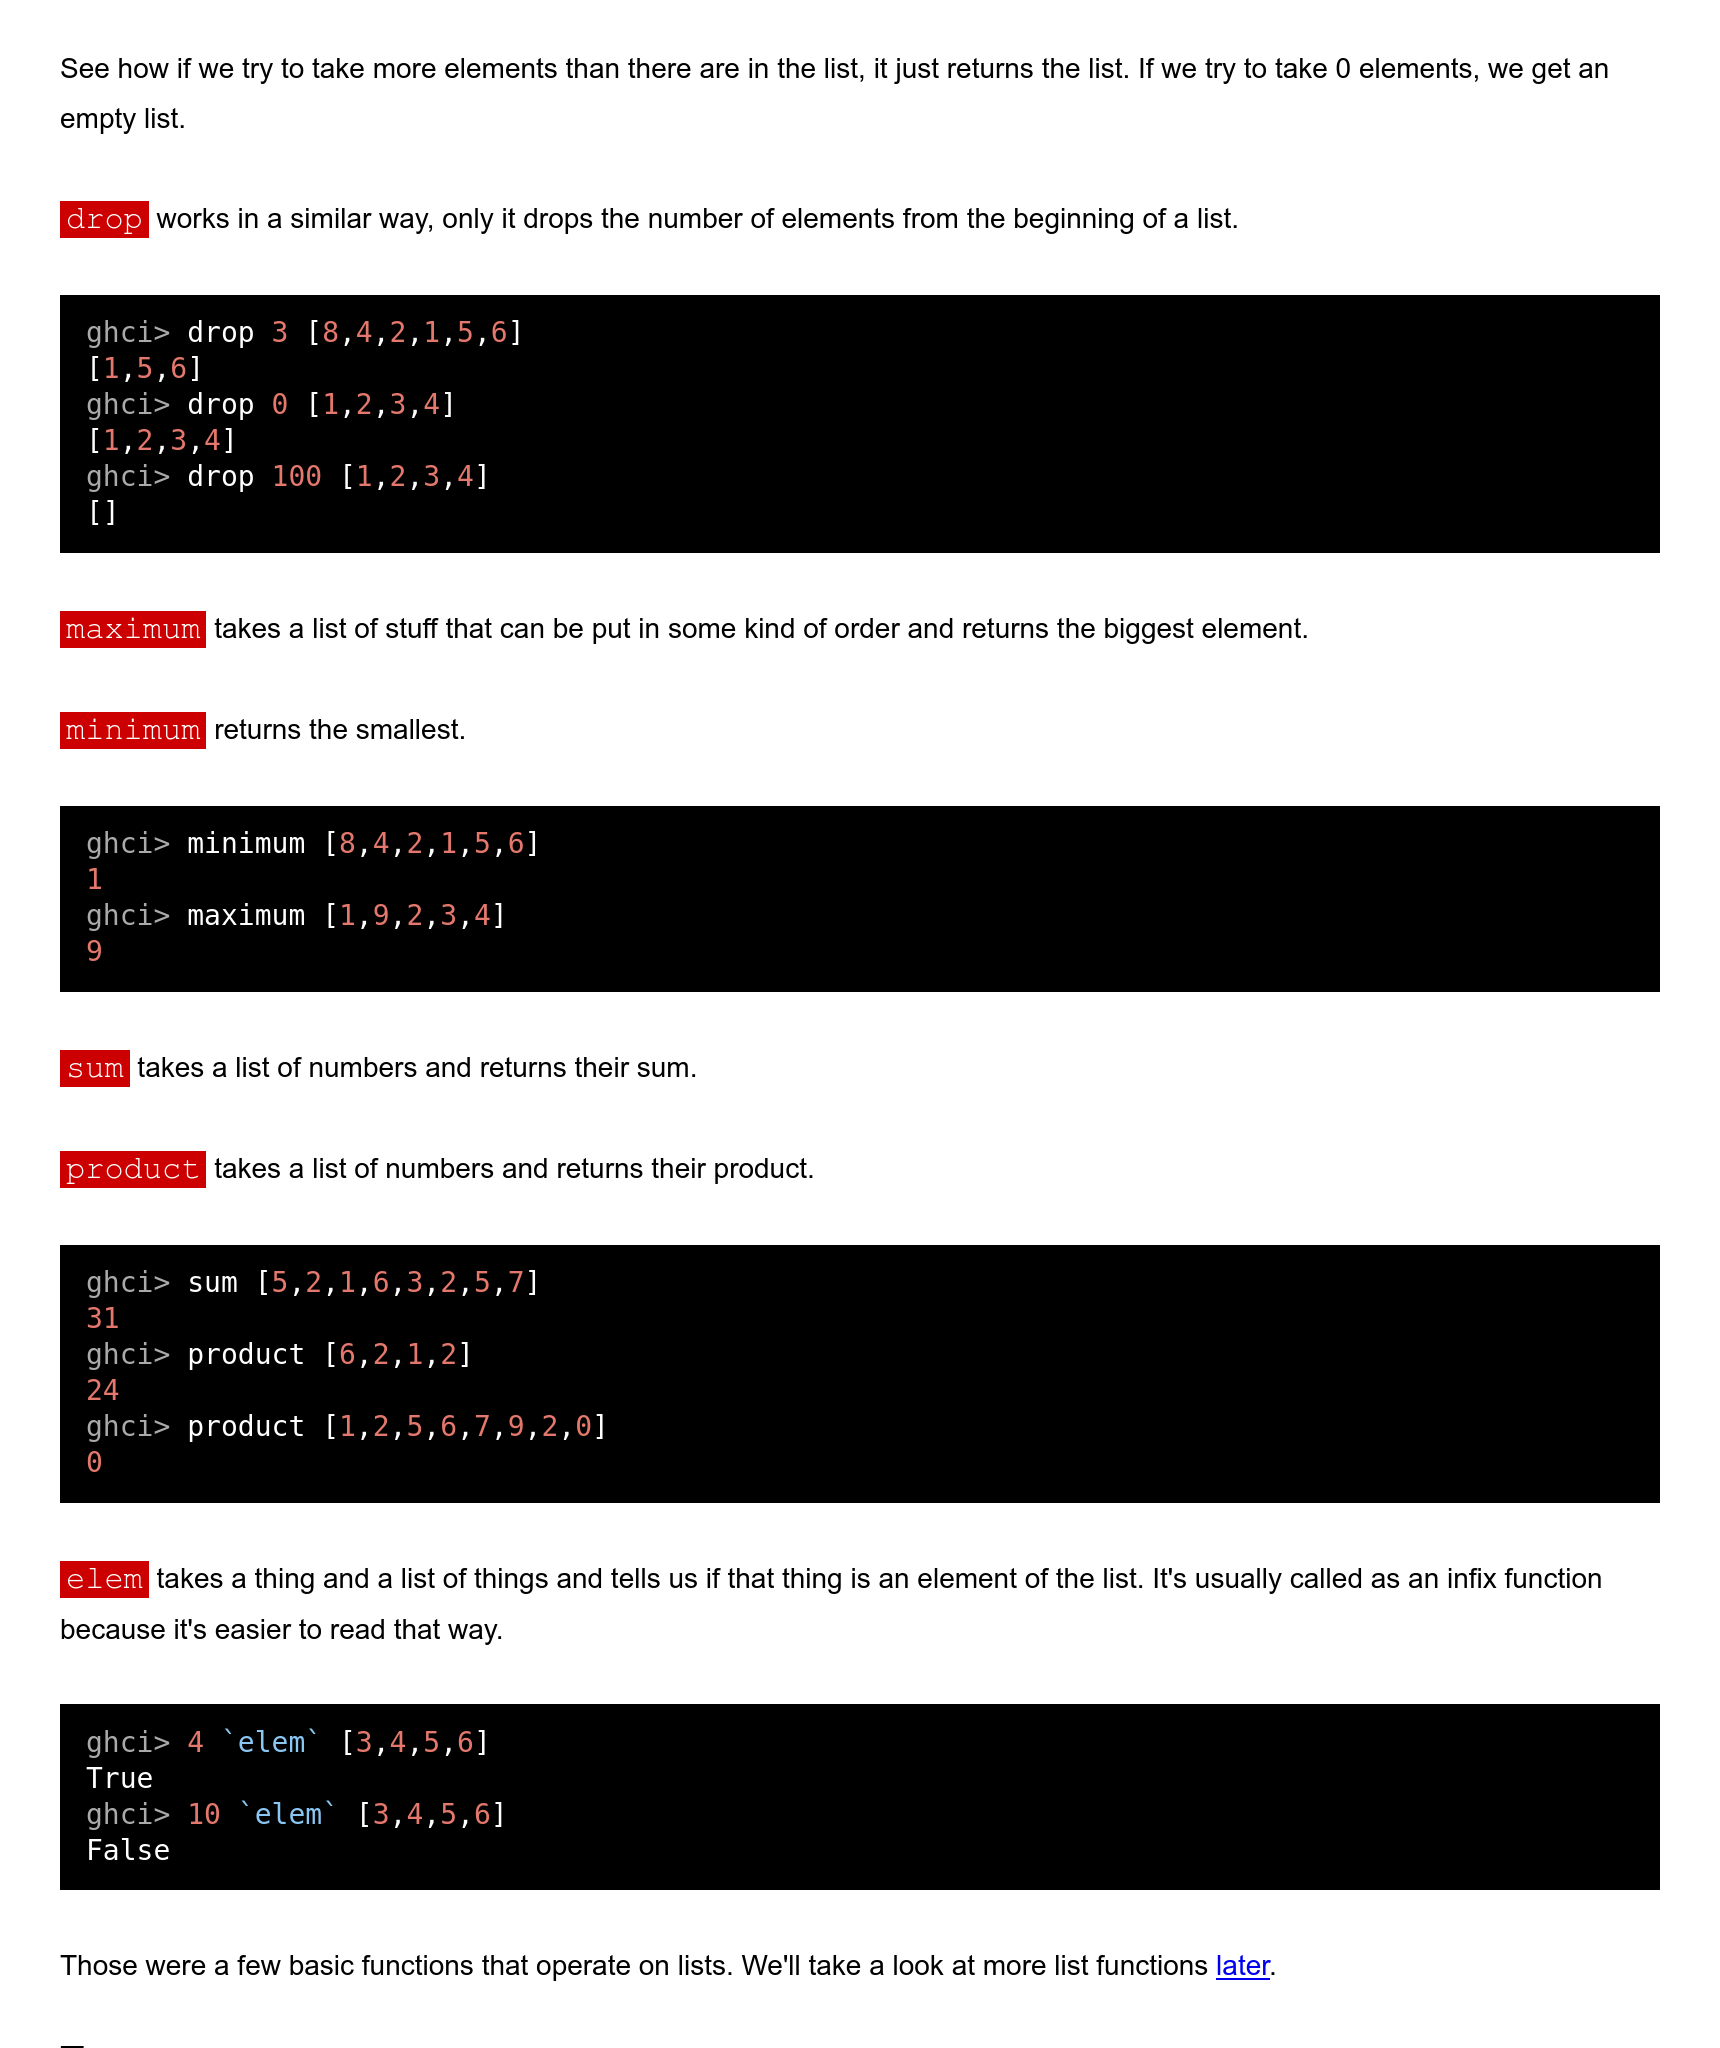 See how if we try to take more elements than there are in the list, it just returns the list. If we try to take 0 elements, we get an
empty list.
drop works in a similar way, only it drops the number of elements from the beginning of a list.
ghci> drop 3 [8,4,2,1,5,6]
[1,5,6]
ghci> drop 0 [1,2,3,4]
[1,2,3,4]
ghci> drop 100 [1,2,3,4]
[]
maximum takes a list of stuff that can be put in some kind of order and returns the biggest element.
minimum returns the smallest.
ghci> minimum [8,4,2,1,5,6]
1
ghci> maximum [1,9,2,3,4]
9
sum takes a list of numbers and returns their sum.
product takes a list of numbers and returns their product.
ghci> sum [5,2,1,6,3,2,5,7]
31
ghci> product [6,2,1,2]
24
ghci> product [1,2,5,6,7,9,2,0]
0
elem takes a thing and a list of things and tells us if that thing is an element of the list. It's usually called as an infix function
because it's easier to read that way.
ghci> 4 `elem` [3,4,5,6]
True
ghci> 10 `elem` [3,4,5,6]
False
Those were a few basic functions that operate on lists. We'll take a look at more list functions later.